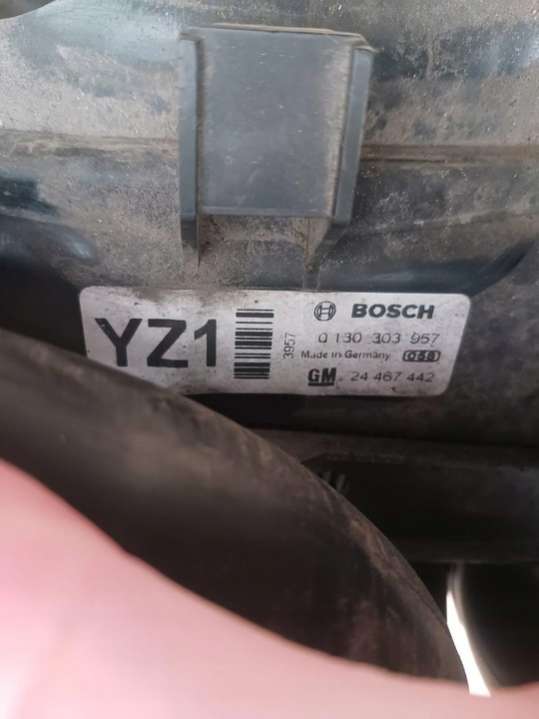 YZ1
3957
BOSCH
0 130 303 957
Made in Germany 058
GM 24 467 442